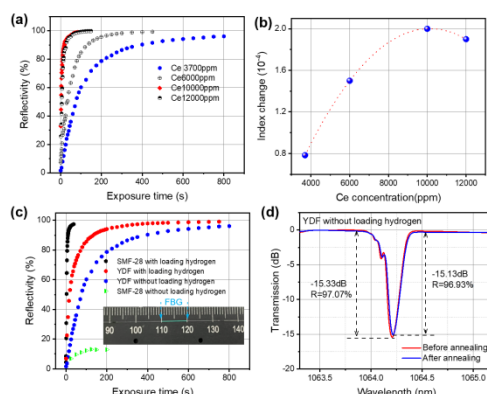 (a)
Reflectivity (%)
100
80
60
40
20
0
Ce 3700ppm
Ce6000ppm
Ce10000ppm
Ce12000ppm
0 200 400 600 800
Exposure time (s)
(b)
Index change (10⁻⁴)
2.0
1.6
1.2
0.8
4000 6000 8000 10000 12000
Ce concentration(ppm)
(c)
Reflectivity (%)
100
80
60
40
20
0
SMF-28 with loading hydrogen
YDF with loading hydrogen
YDF without loading hydrogen
SMF-28 without loading hydrogen
FBG
90 100 110 120 130 140
0 200 400 600 800
Exposure time (s)
(d)
YDF without loading hydrogen
Transmission (dB)
0
-5
-10
-15
-20
-15.33dB
R=97.07%
-15.13dB
R=96.93%
Before annealing
After annealing
1063.5 1064.0 1064.5 1065.0
Wavelength (nm)